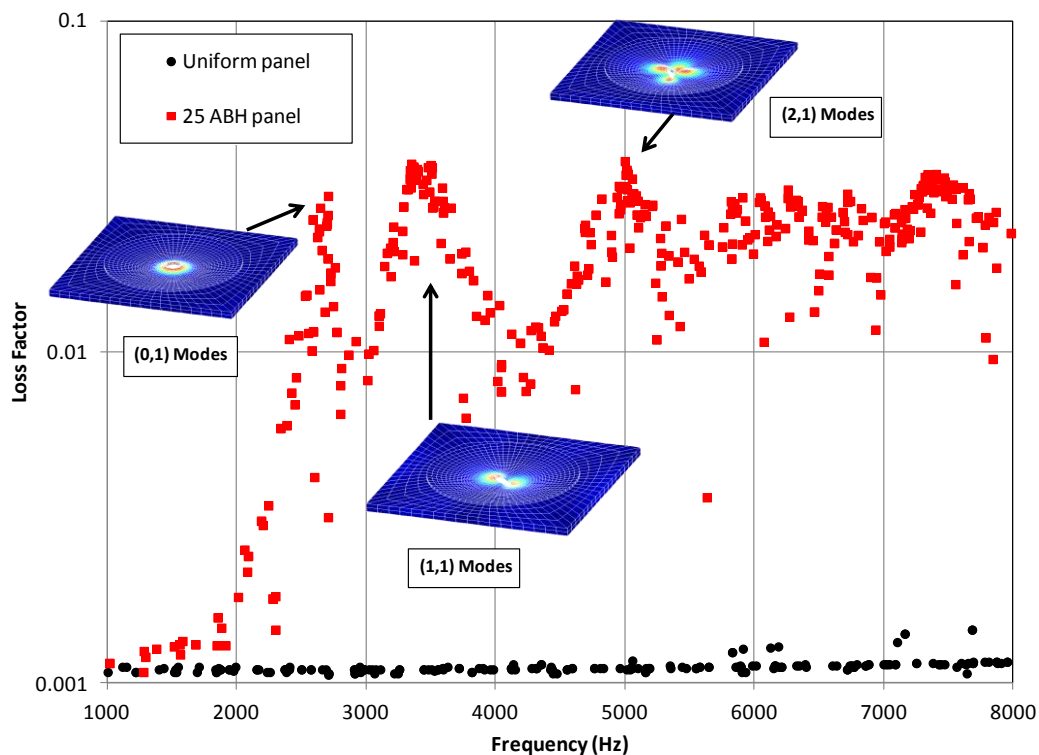 0.1
Uniform panel
25 ABH panel
(2,1) Modes
(0,1) Modes
0.01
Loss Factor
(1,1) Modes
0.001
1000 2000 3000 4000 5000 6000 7000 8000
Frequency (Hz)